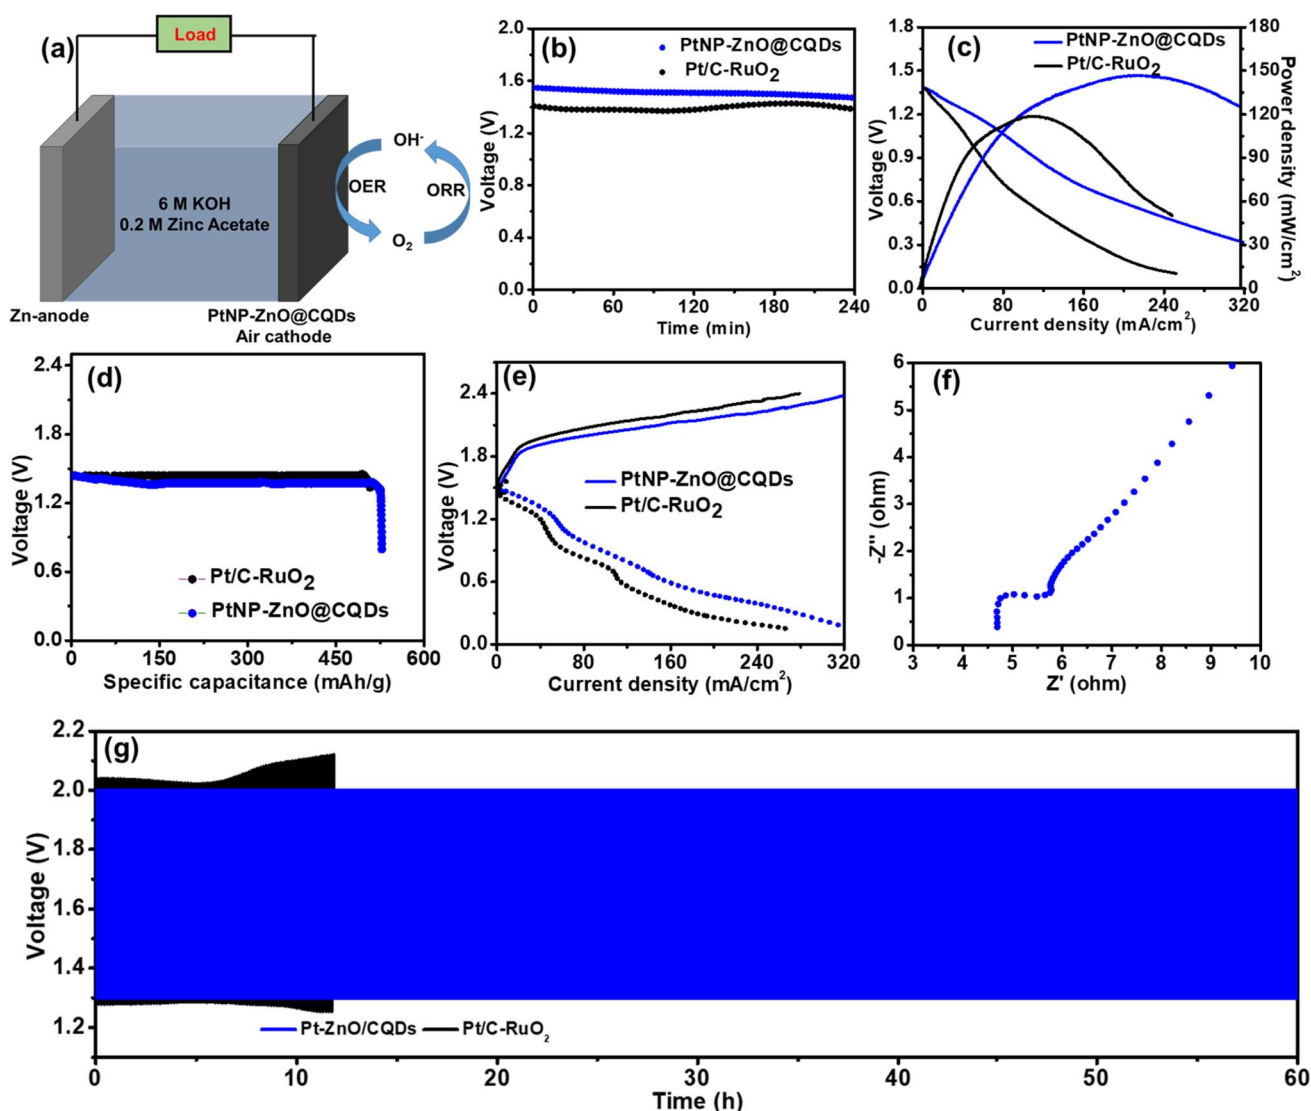 (a)
Load
6 M KOH
0.2 M Zinc Acetate
OER
ORR
OH-
O2
Zn-anode
PtNP-ZnO@CQDs
Air cathode
(b)
PtNP-ZnO@CQDs
Pt/C-RuO2
Voltage (V)
2.0
1.6
1.2
0.8
0.4
0.0
0 60 120 180 240
Time (min)
(c)
PtNP-ZnO@CQDs
Pt/C-RuO2
Voltage (V)
1.8
1.5
1.2
0.9
0.6
0.3
0.0
180
150
120
90
60
30
0
Power density (mW/cm2)
0 80 160 240 320
Current density (mA/cm2)
(d)
Voltage (V)
2.4
1.8
1.2
0.6
0.0
Pt/C-RuO2
PtNP-ZnO@CQDs
0 150 300 450 600
Specific capacitance (mAh/g)
(e)
Voltage (V)
2.4
1.8
1.2
0.6
0.0
PtNP-ZnO@CQDs
Pt/C-RuO2
0 80 160 240 320
Current density (mA/cm2)
(f)
-Z'' (ohm)
6
5
4
3
2
1
0
3 4 5 6 7 8 9 10
Z' (ohm)
(g)
Voltage (V)
2.2
2.0
1.8
1.6
1.4
1.2
Pt-ZnO/CQDs Pt/C-RuO2
0 10 20 30 40 50 60
Time (h)